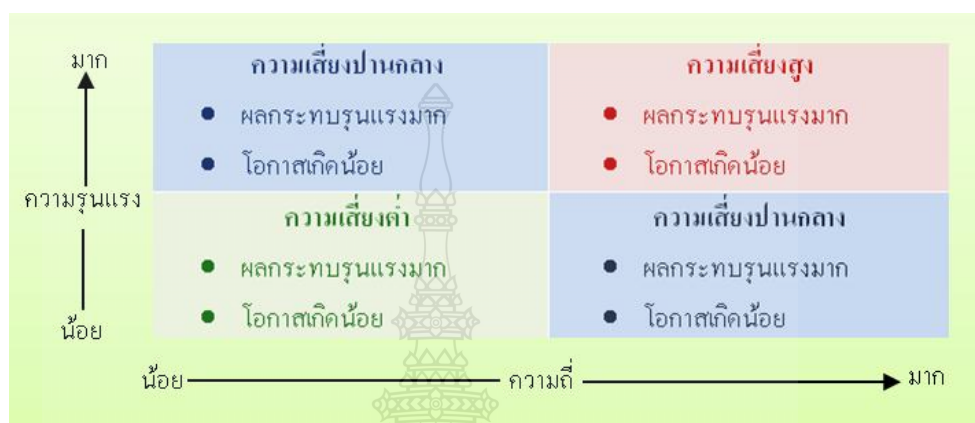 มาก
ความเสี่ยงปานกลาง
● ผลกระทบรุนแรงมาก
● โอกาสเกิดน้อย
ความเสี่ยงสูง
● ผลกระทบรุนแรงมาก
● โอกาสเกิดน้อย
ความรุนแรง
ความเสี่ยงต่ำ
● ผลกระทบรุนแรงมาก
● โอกาสเกิดน้อย
ความเสี่ยงปานกลาง
● ผลกระทบรุนแรงมาก
● โอกาสเกิดน้อย
น้อย
น้อย ความถี่ มาก